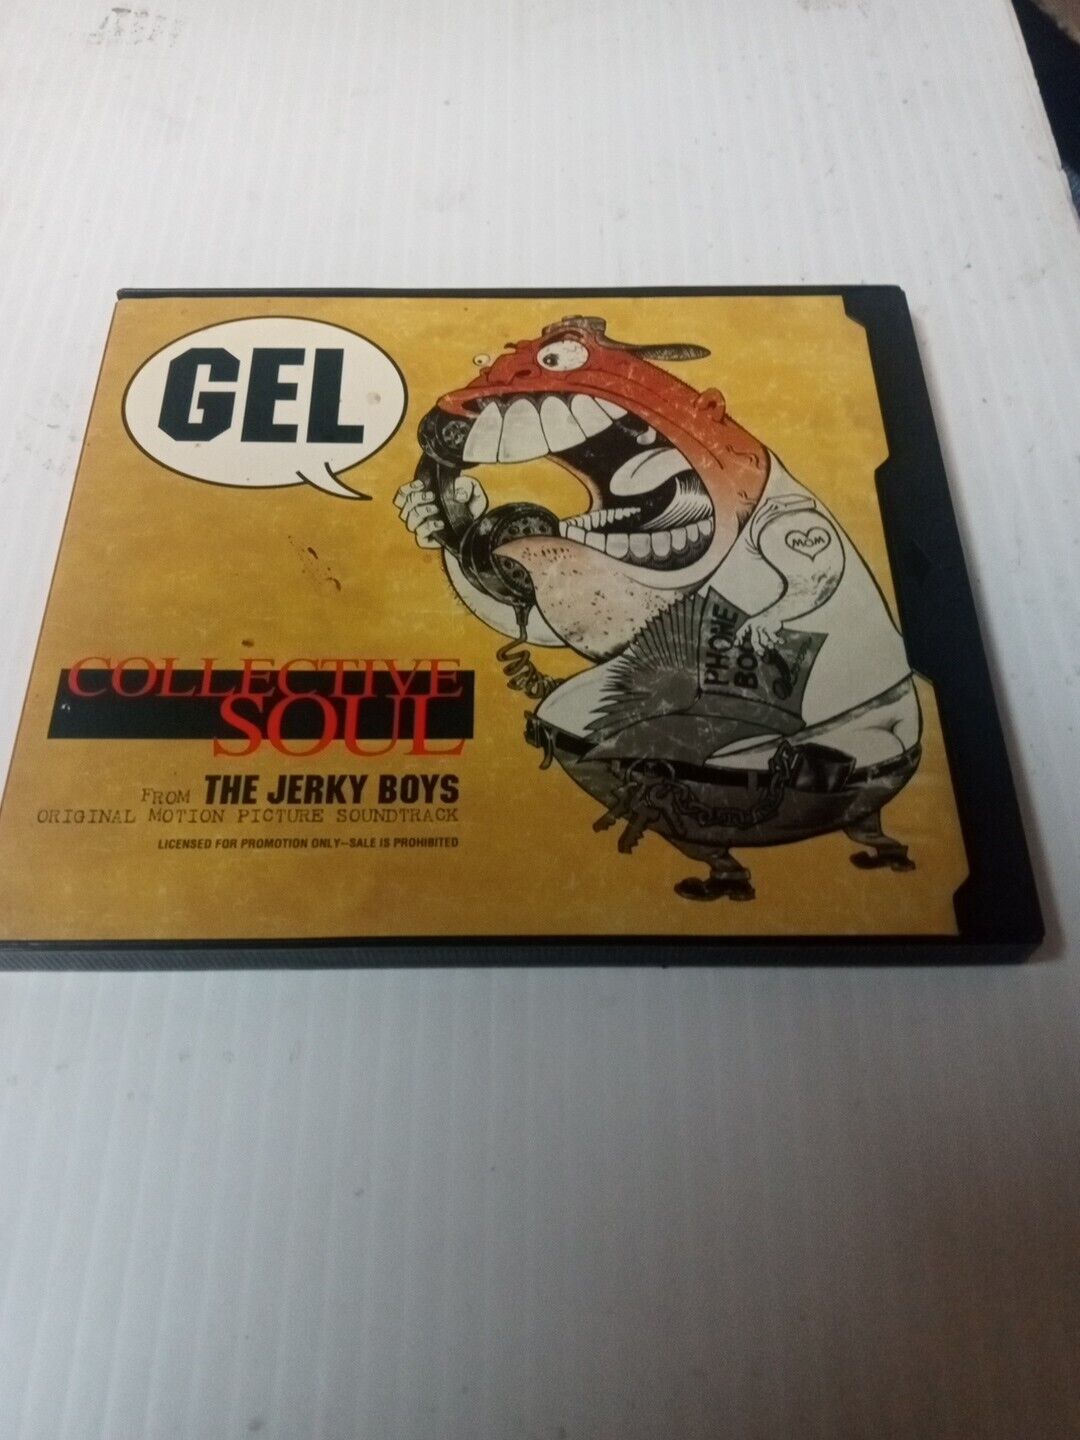 GEL
MOM
PHONE
BOOK
COLLECTIVE
SOUL
FROM THE JERKY BOYS
ORIGINAL MOTION PICTURE SOUNDTRACK
LICENSED FOR PROMOTION ONLY—SALE IS PROHIBITED